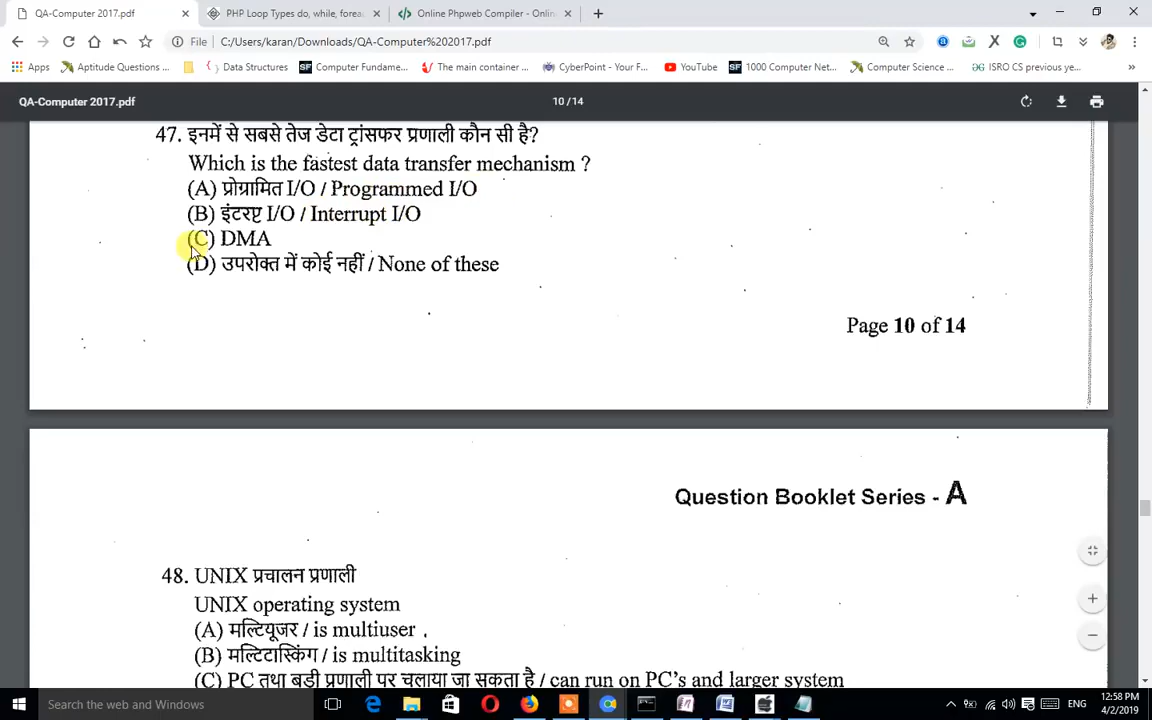 QA-Computer 2017.pdf
PHP Loop Types do, while, forea
Online Phpweb Compiler - Onlin
File
C:/Users/karan/Downloads/QA-Computer%202017.pdf
Apps
Aptitude Questions ...
Data Structures
Computer Fundame...
The main container ...
CyberPoint - Your F...
YouTube
1000 Computer Net...
Computer Science ...
ISRO CS previous ye...
QA-Computer 2017.pdf
10 / 14
47. इनमें से सबसे तेज डेटा ट्रांसफर प्रणाली कौन सी है?
Which is the fastest data transfer mechanism ?
(A) प्रोग्रामित I/O / Programmed I/O
(B) इंटरप्ट I/O / Interrupt I/O
(C) DMA
(D) उपरोक्त में कोई नहीं / None of these
Page 10 of 14
Question Booklet Series - A
48. UNIX प्रचालन प्रणाली
UNIX operating system
(A) मल्टियूजर / is multiuser
(B) मल्टिटास्किंग / is multitasking
(C) PC तथा बड़ी प्रणाली पर चलाया जा सकता है / can run on PC's and larger system
Search the web and Windows
ENG
12:58 PM
4/2/2019